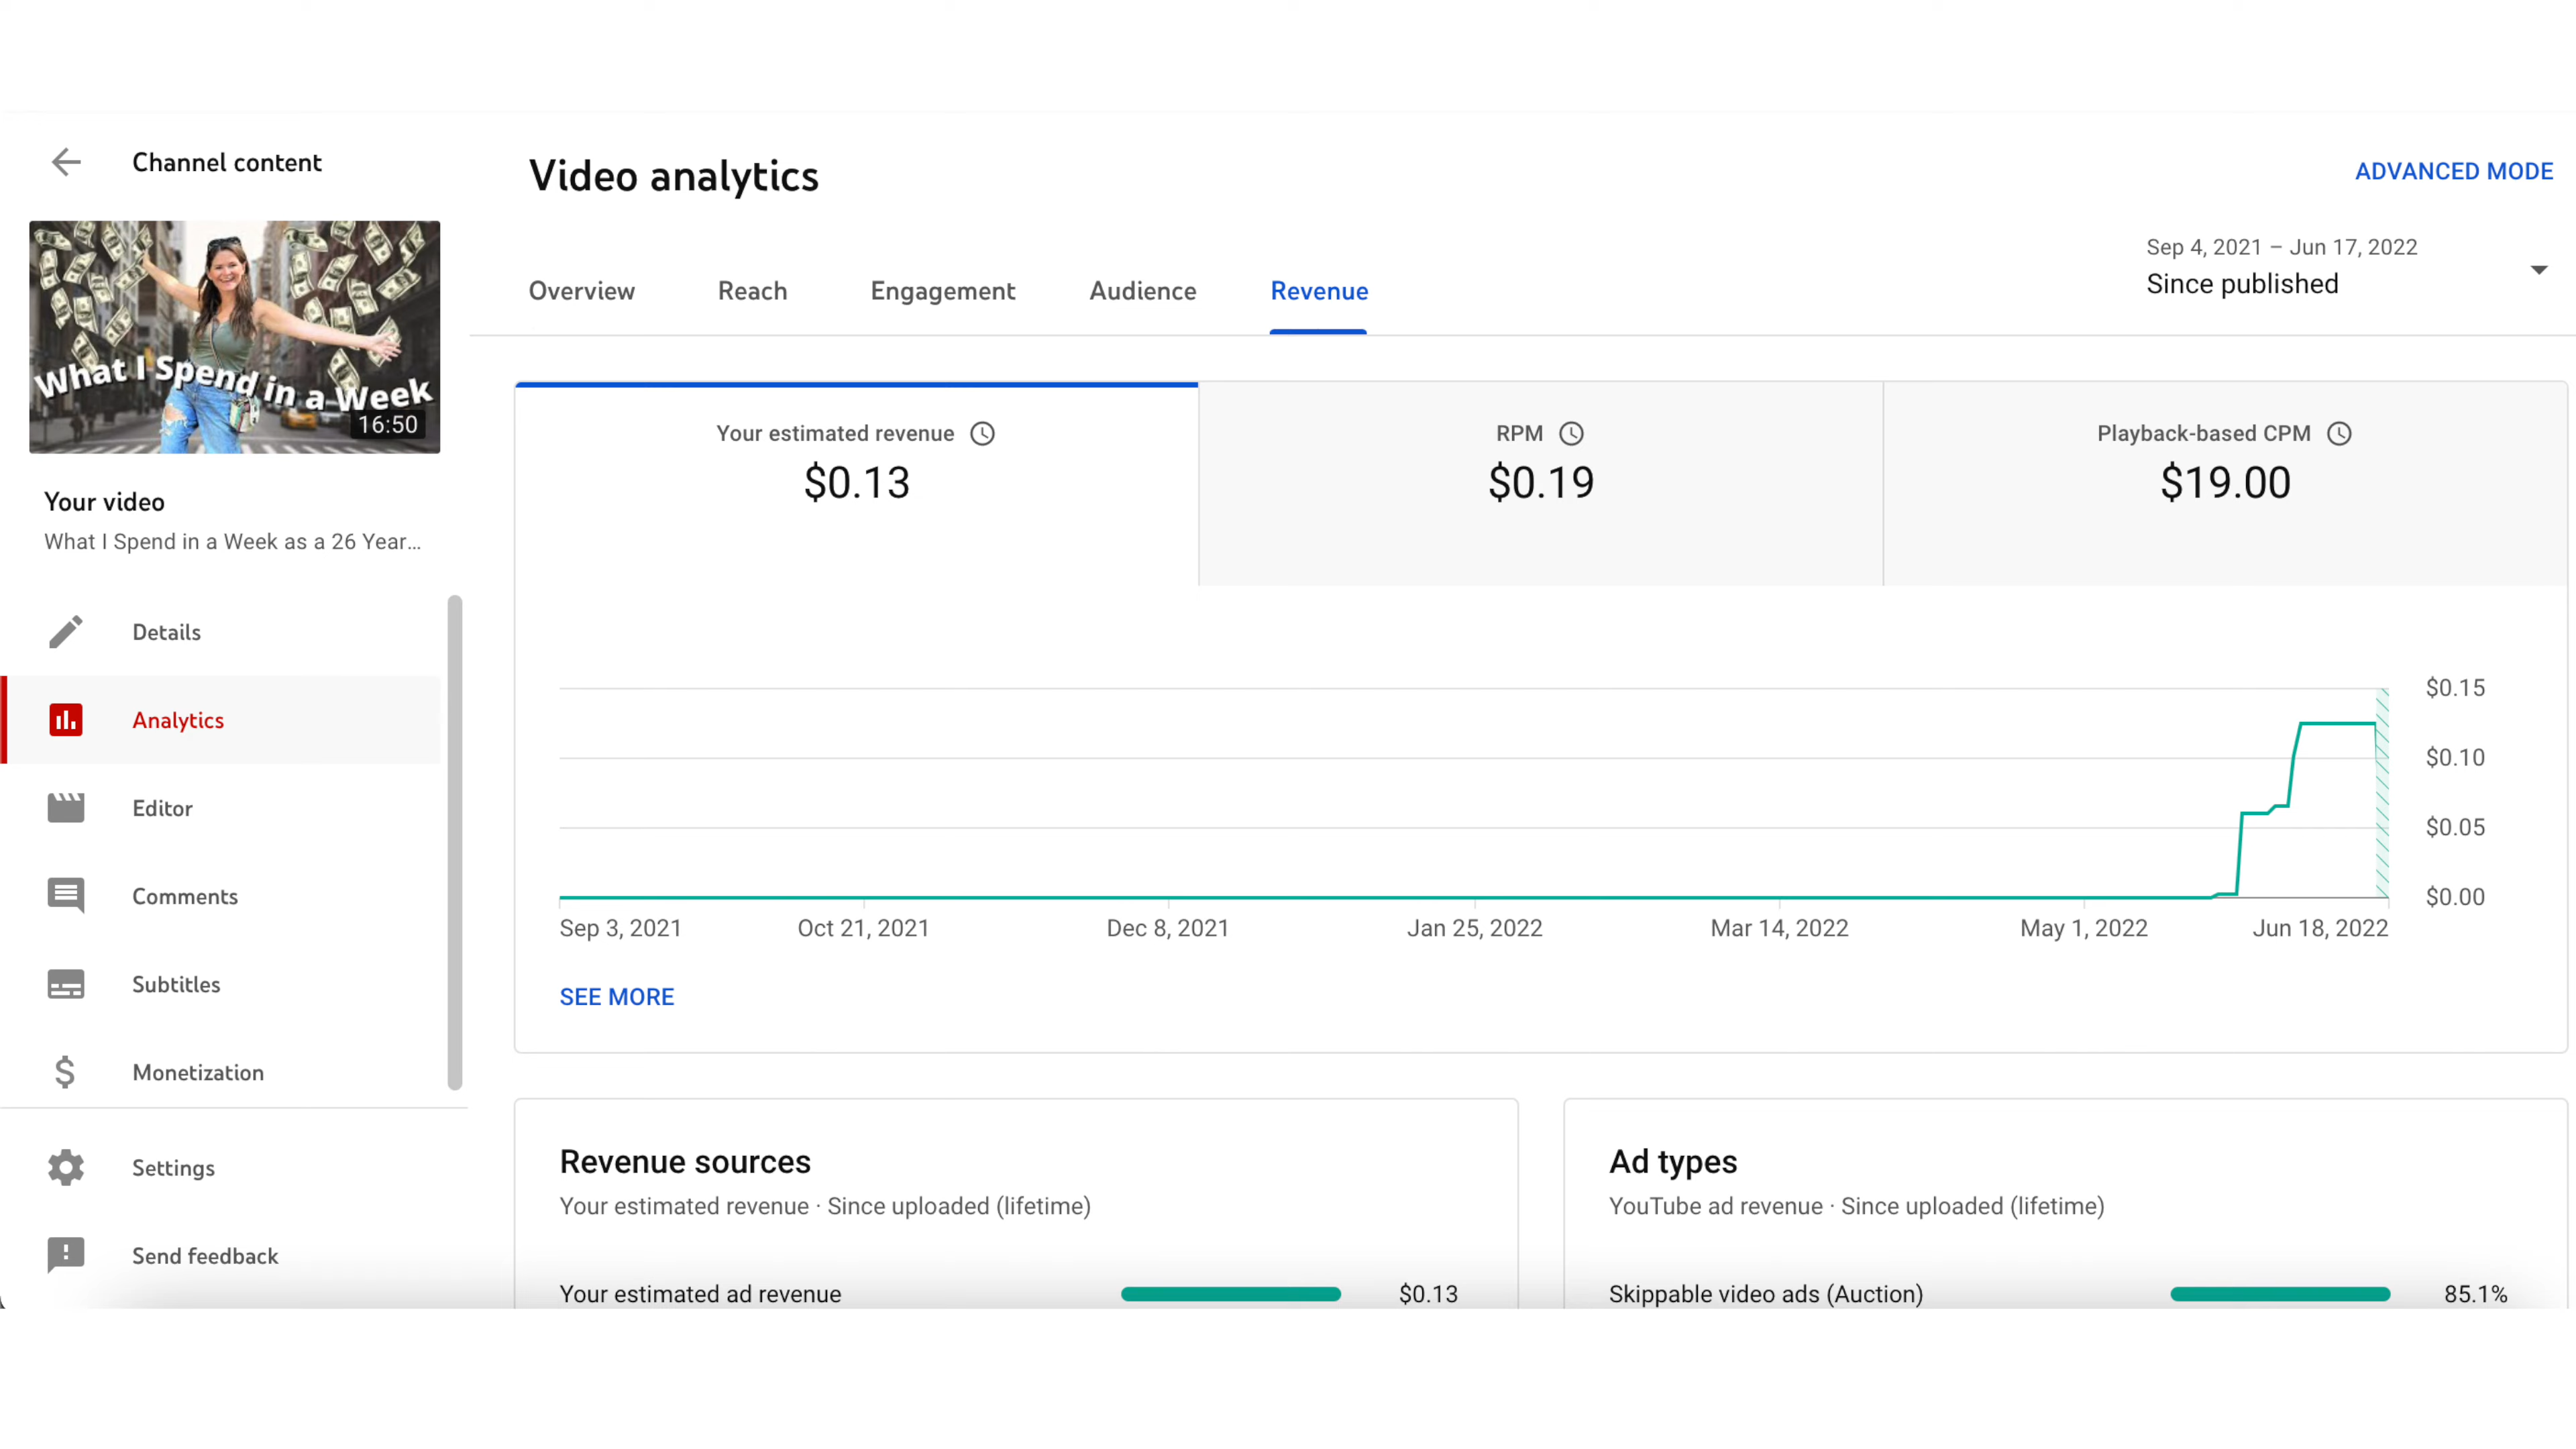 Channel content
What I Spend in a Week
16:50
Your video
What I Spend in a Week as a 26 Year...
Details
Analytics
Editor
Comments
Subtitles
Monetization
Settings
Send feedback
Video analytics
ADVANCED MODE
Overview Reach Engagement Audience Revenue
Sep 4, 2021 – Jun 17, 2022
Since published
Your estimated revenue
$0.13
RPM
$0.19
Playback-based CPM
$19.00
$0.15
$0.10
$0.05
$0.00
Sep 3, 2021 Oct 21, 2021 Dec 8, 2021 Jan 25, 2022 Mar 14, 2022 May 1, 2022 Jun 18, 2022
SEE MORE
Revenue sources
Your estimated revenue · Since uploaded (lifetime)
Your estimated ad revenue $0.13
Ad types
YouTube ad revenue · Since uploaded (lifetime)
Skippable video ads (Auction) 85.1%